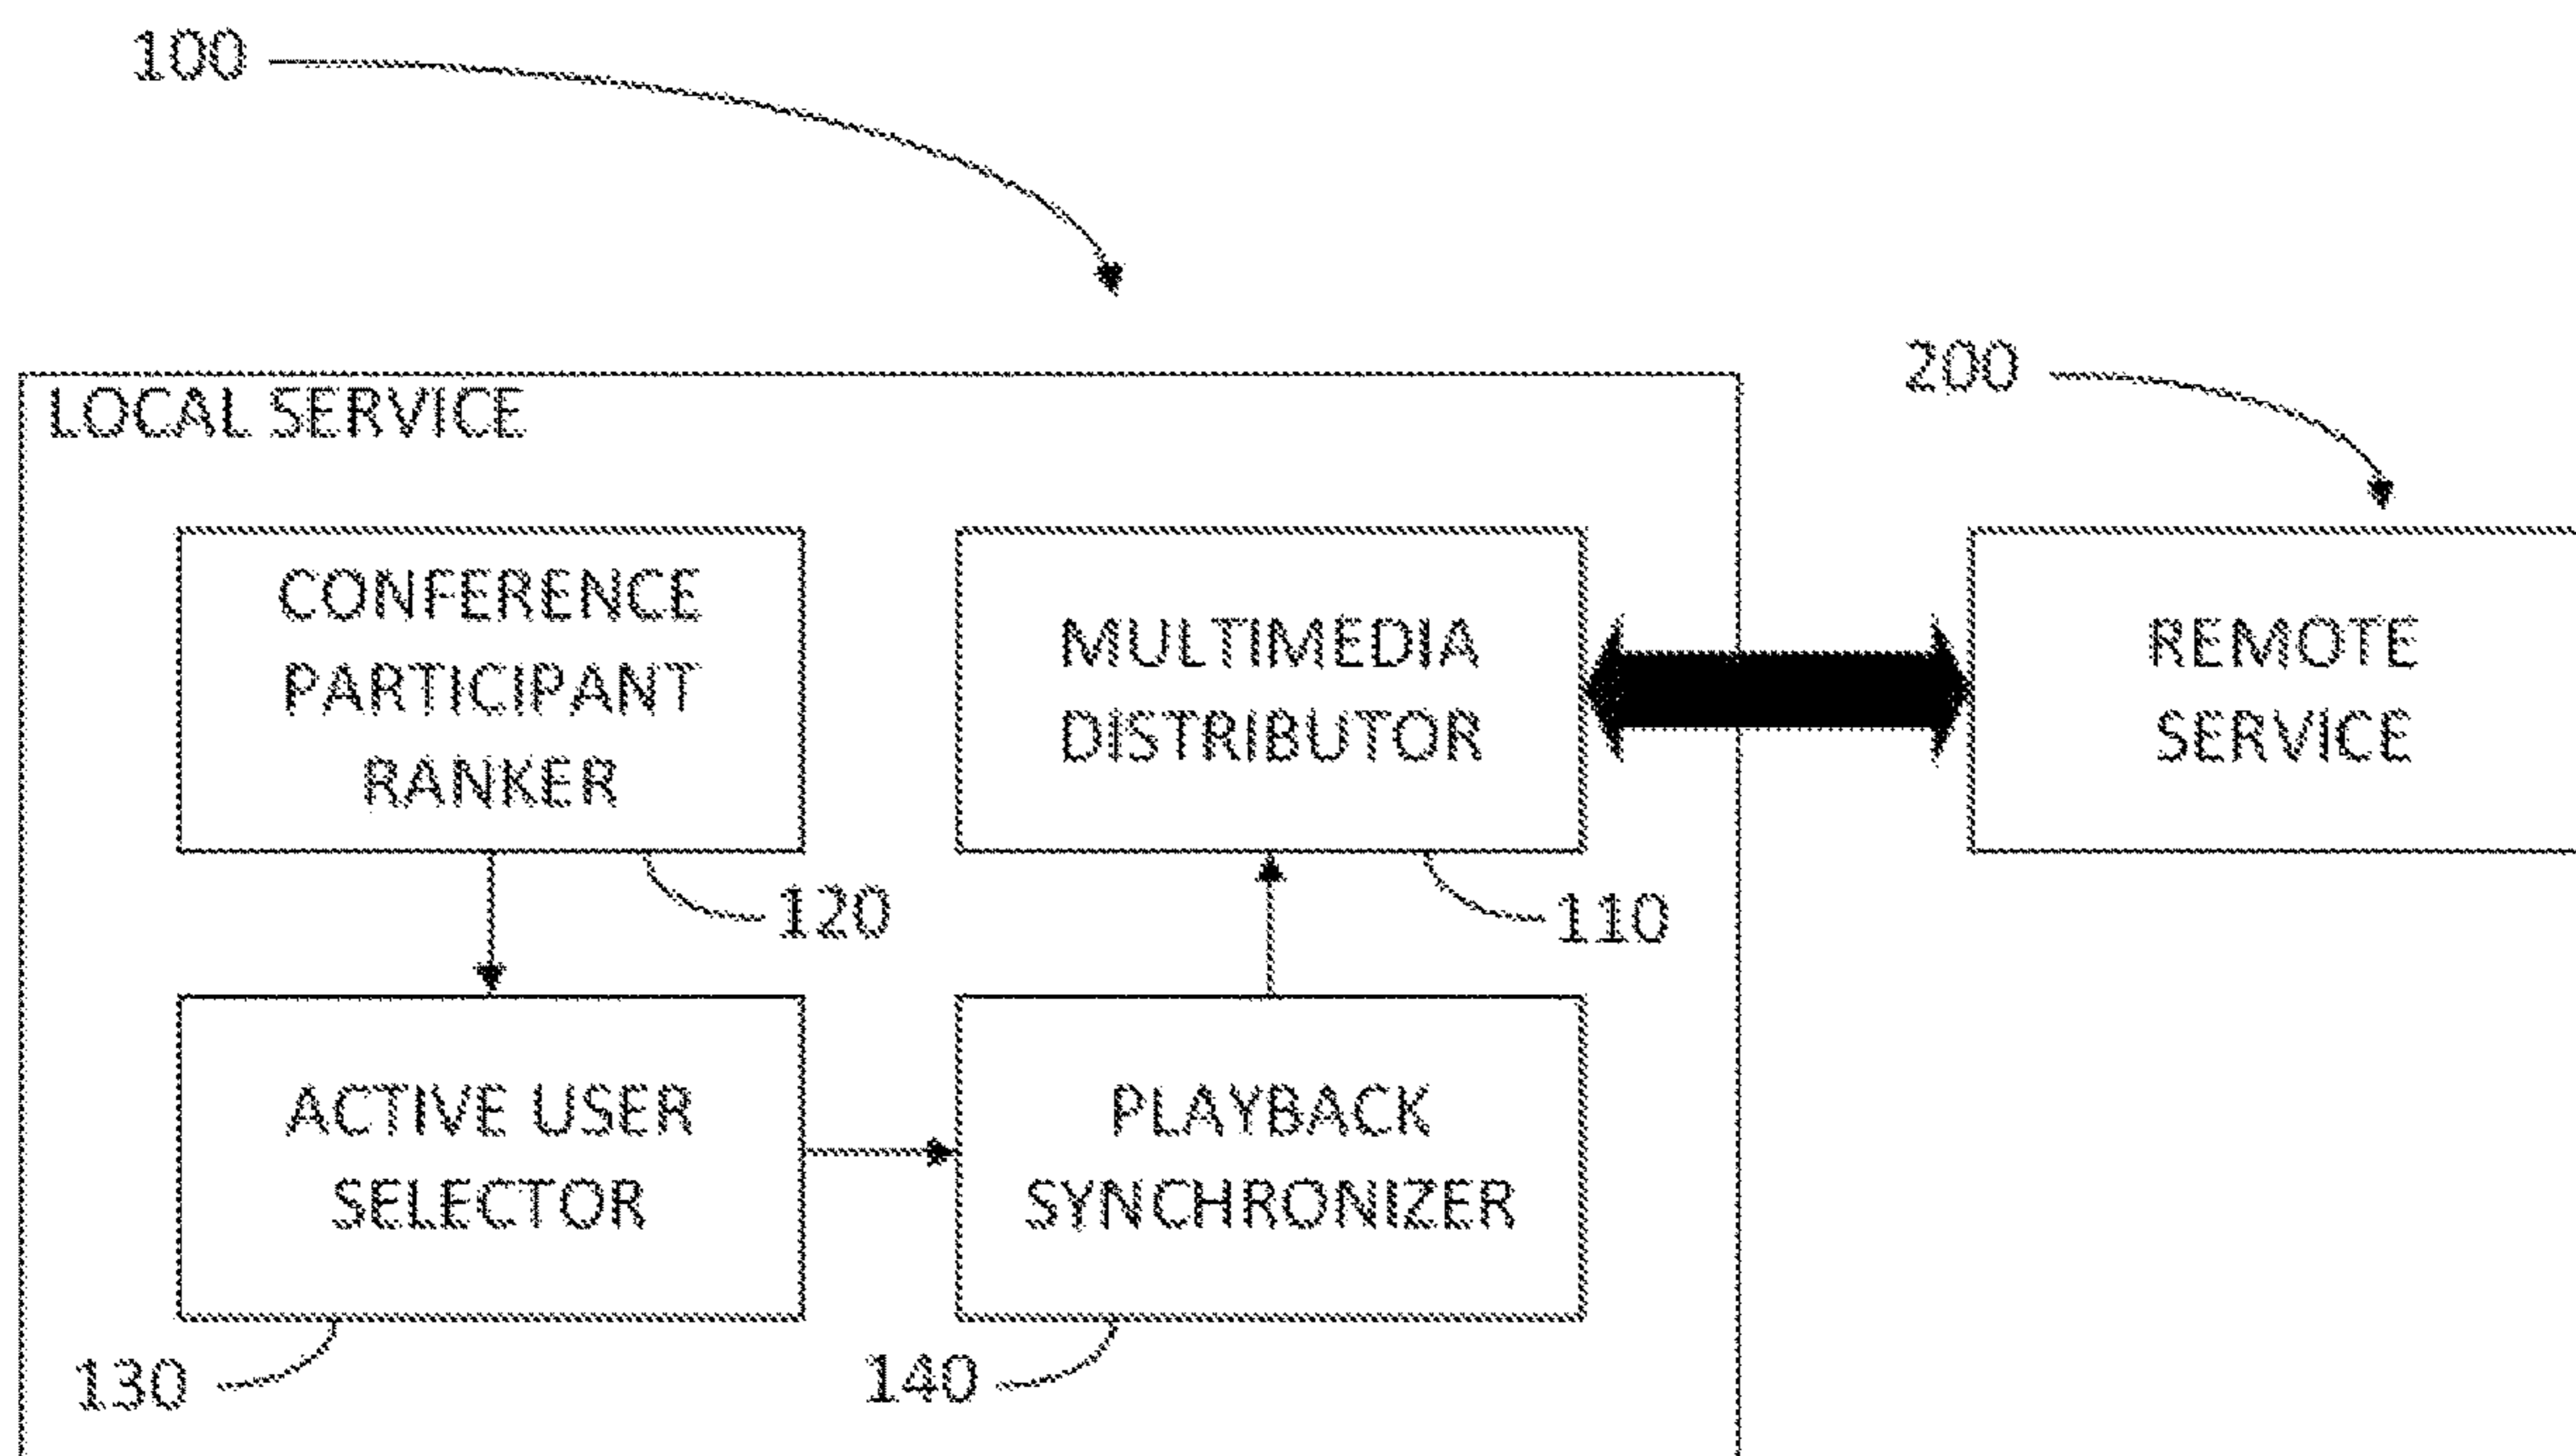 100
200
LOCAL SERVICE
CONFERENCE
PARTICIPANT
RANKER
MULTIMEDIA
DISTRIBUTOR
REMOTE
SERVICE
120
110
ACTIVE USER
SELECTOR
PLAYBACK
SYNCHRONIZER
130
140